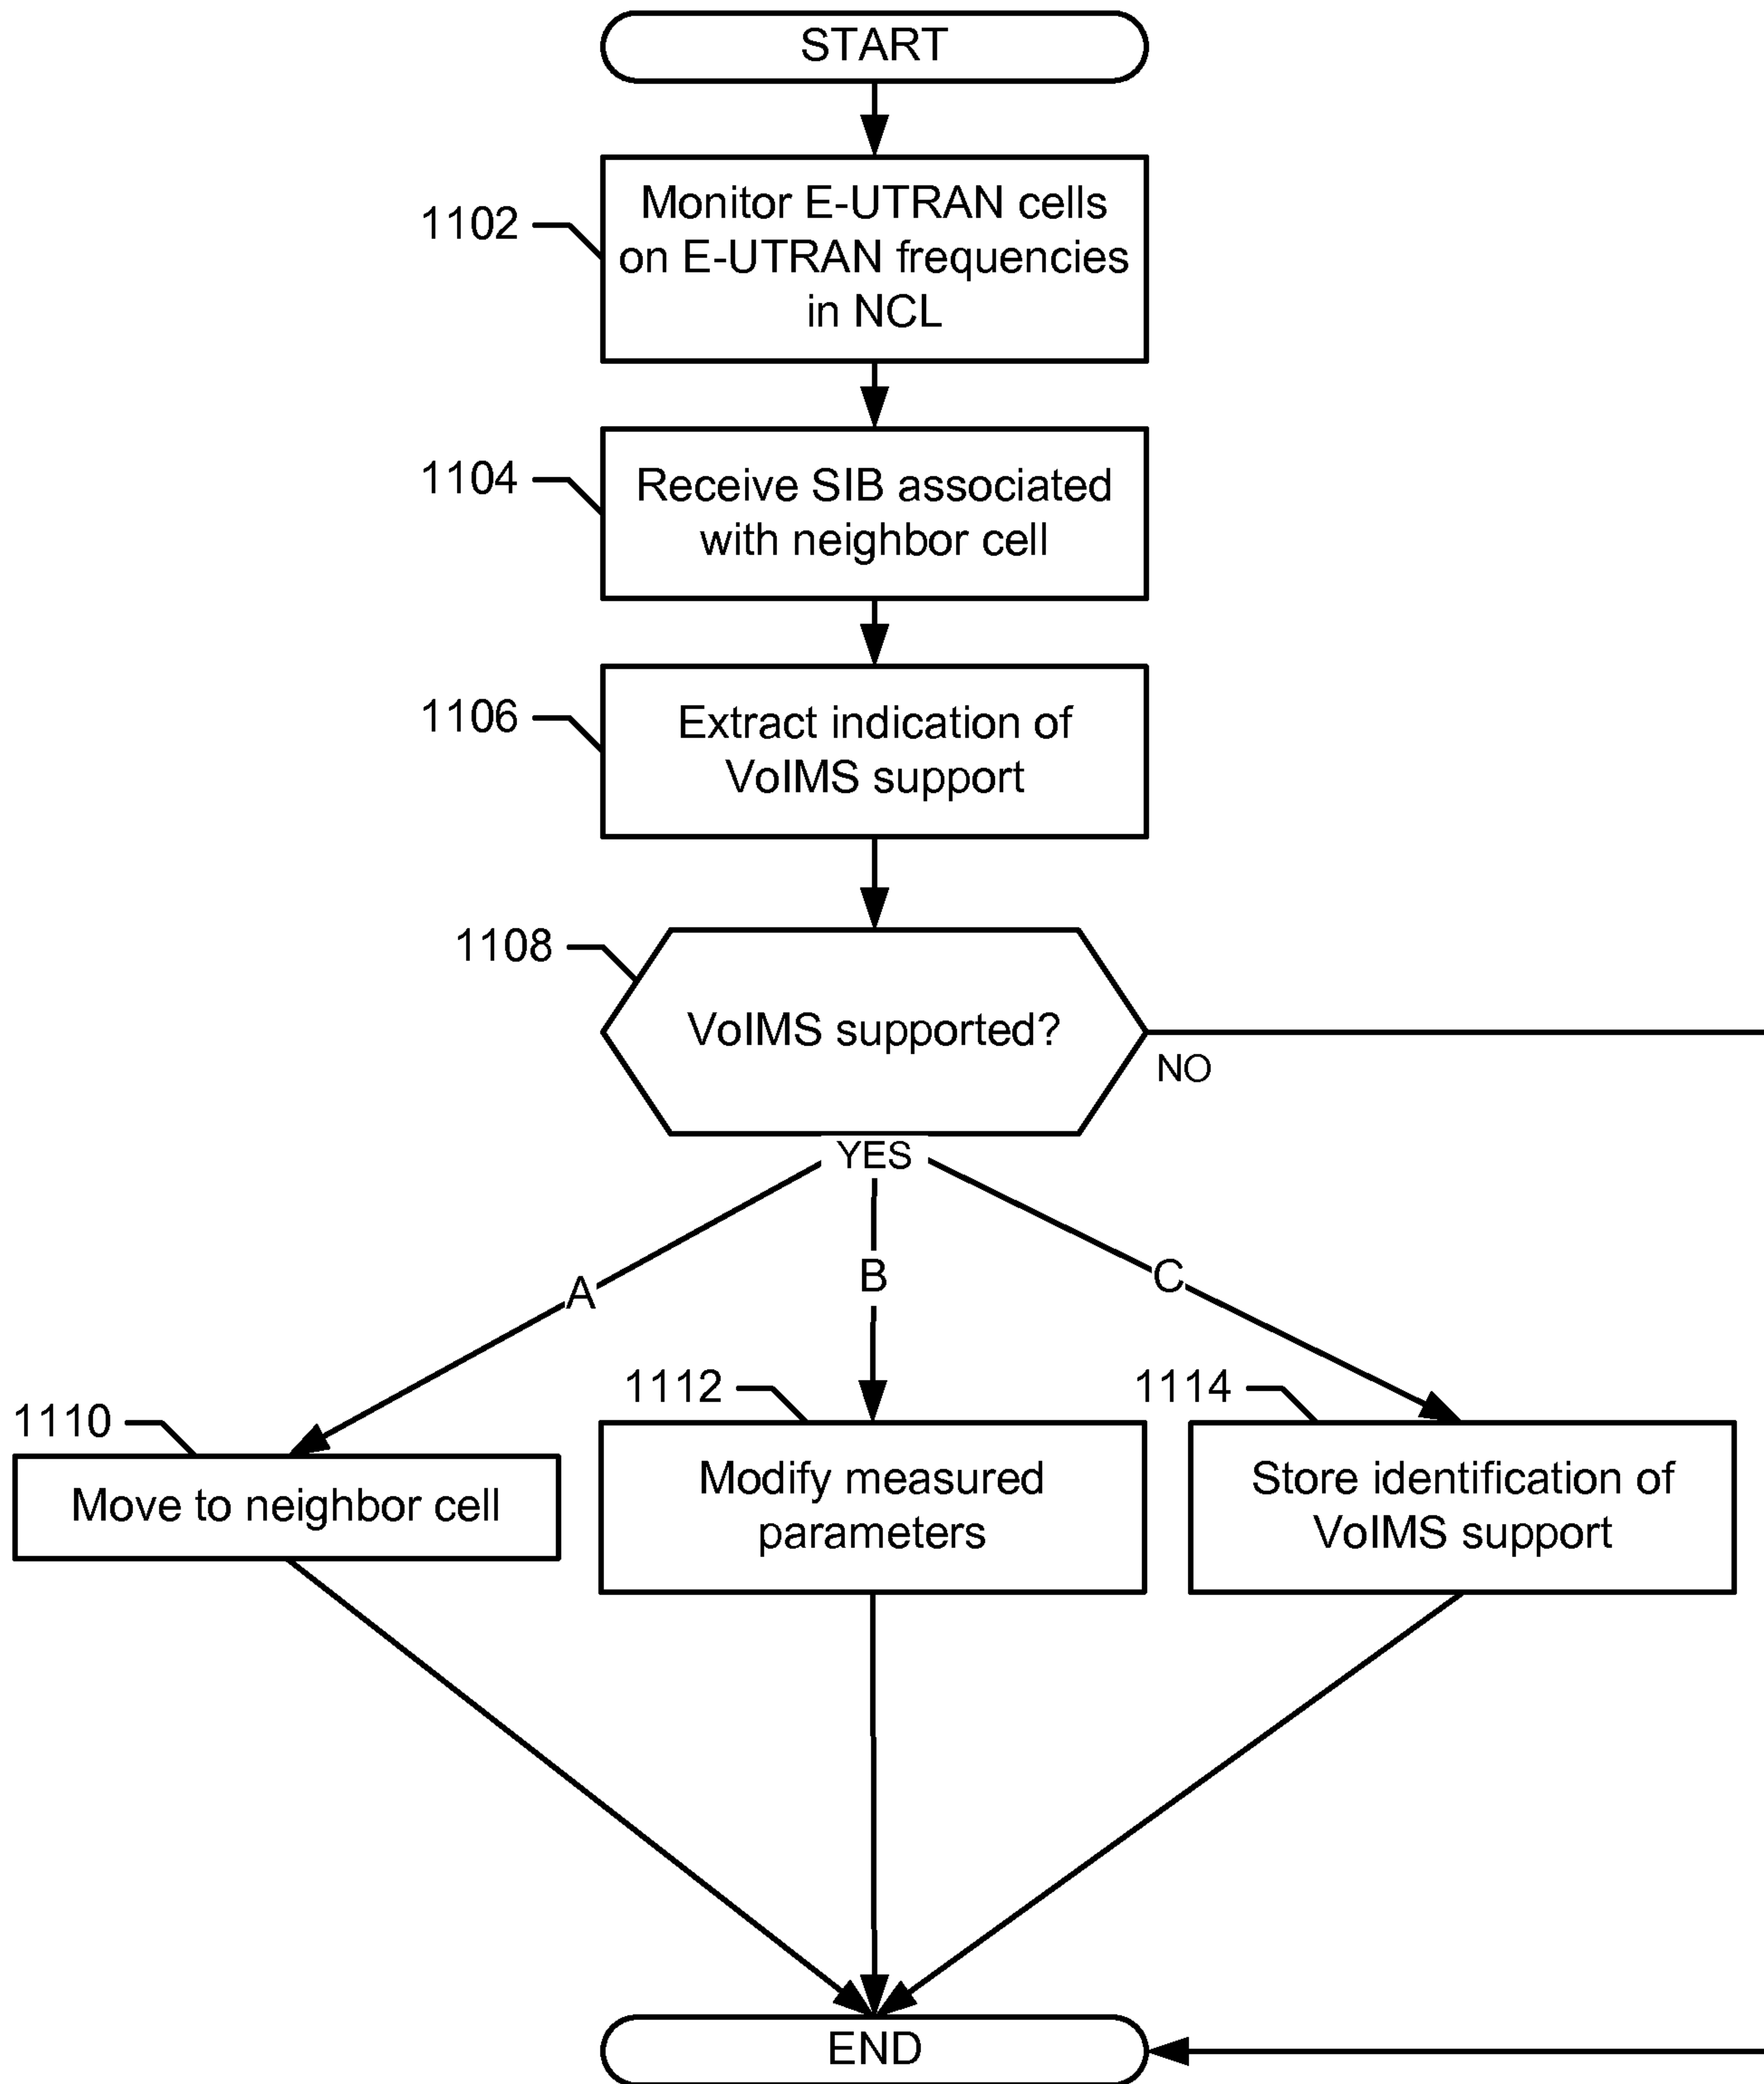 START
1102
Monitor E-UTRAN cells
on E-UTRAN frequencies
in NCL
1104
Receive SIB associated
with neighbor cell
1106
Extract indication of
VoIMS support
1108
VoIMS supported?
NO
YES
A
B
C
1110
Move to neighbor cell
1112
Modify measured
parameters
1114
Store identification of
VoIMS support
END